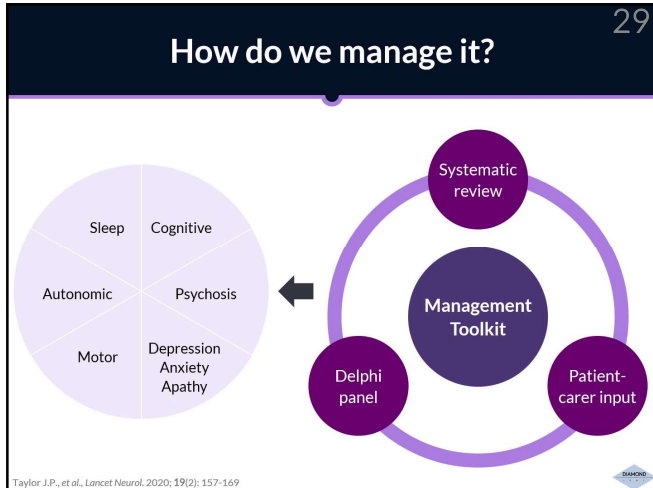 29
How do we manage it?
Systematic
review
Sleep
Cognitive
Autonomic
Psychosis
Management
Toolkit
Motor
Depression
Anxiety
Apathy
Delphi
panel
Patient-
carer input
Taylor J.P., et al., Lancet Neurol. 2020; 19(2): 157-169
DIAMOND